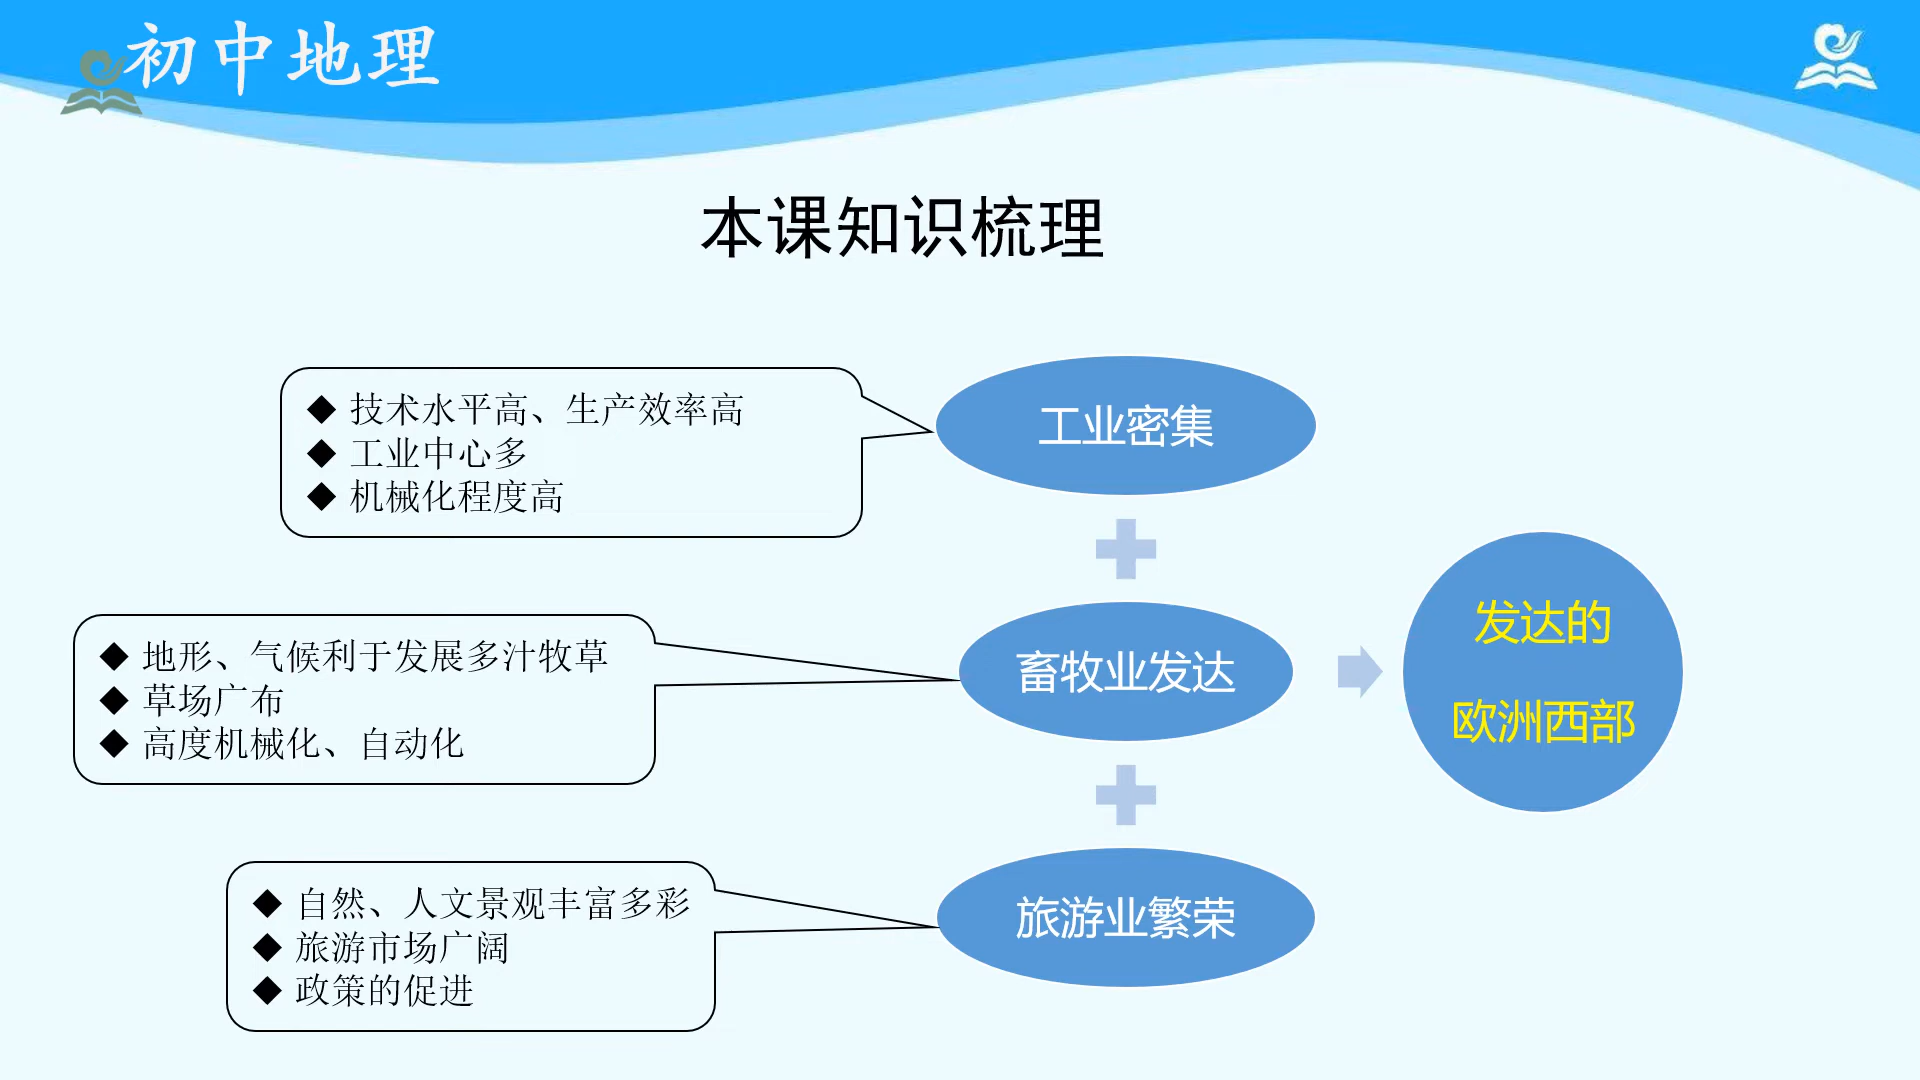 初中地理
本课知识梳理
◆ 技术水平高、生产效率高
◆ 工业中心多
◆ 机械化程度高
工业密集
◆ 地形、气候利于发展多汁牧草
◆ 草场广布
◆ 高度机械化、自动化
畜牧业发达
◆ 自然、人文景观丰富多彩
◆ 旅游市场广阔
◆ 政策的促进
旅游业繁荣
发达的
欧洲西部